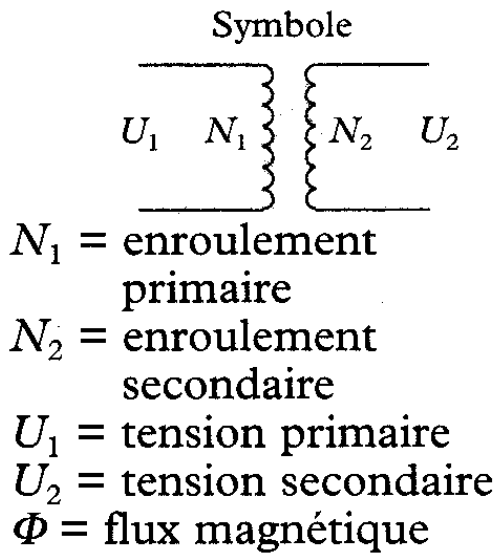 Symbole
U₁ N₁ N₂ U₂
N₁ = enroulement
primaire
N₂ = enroulement
secondaire
U₁ = tension primaire
U₂ = tension secondaire
Φ = flux magnétique